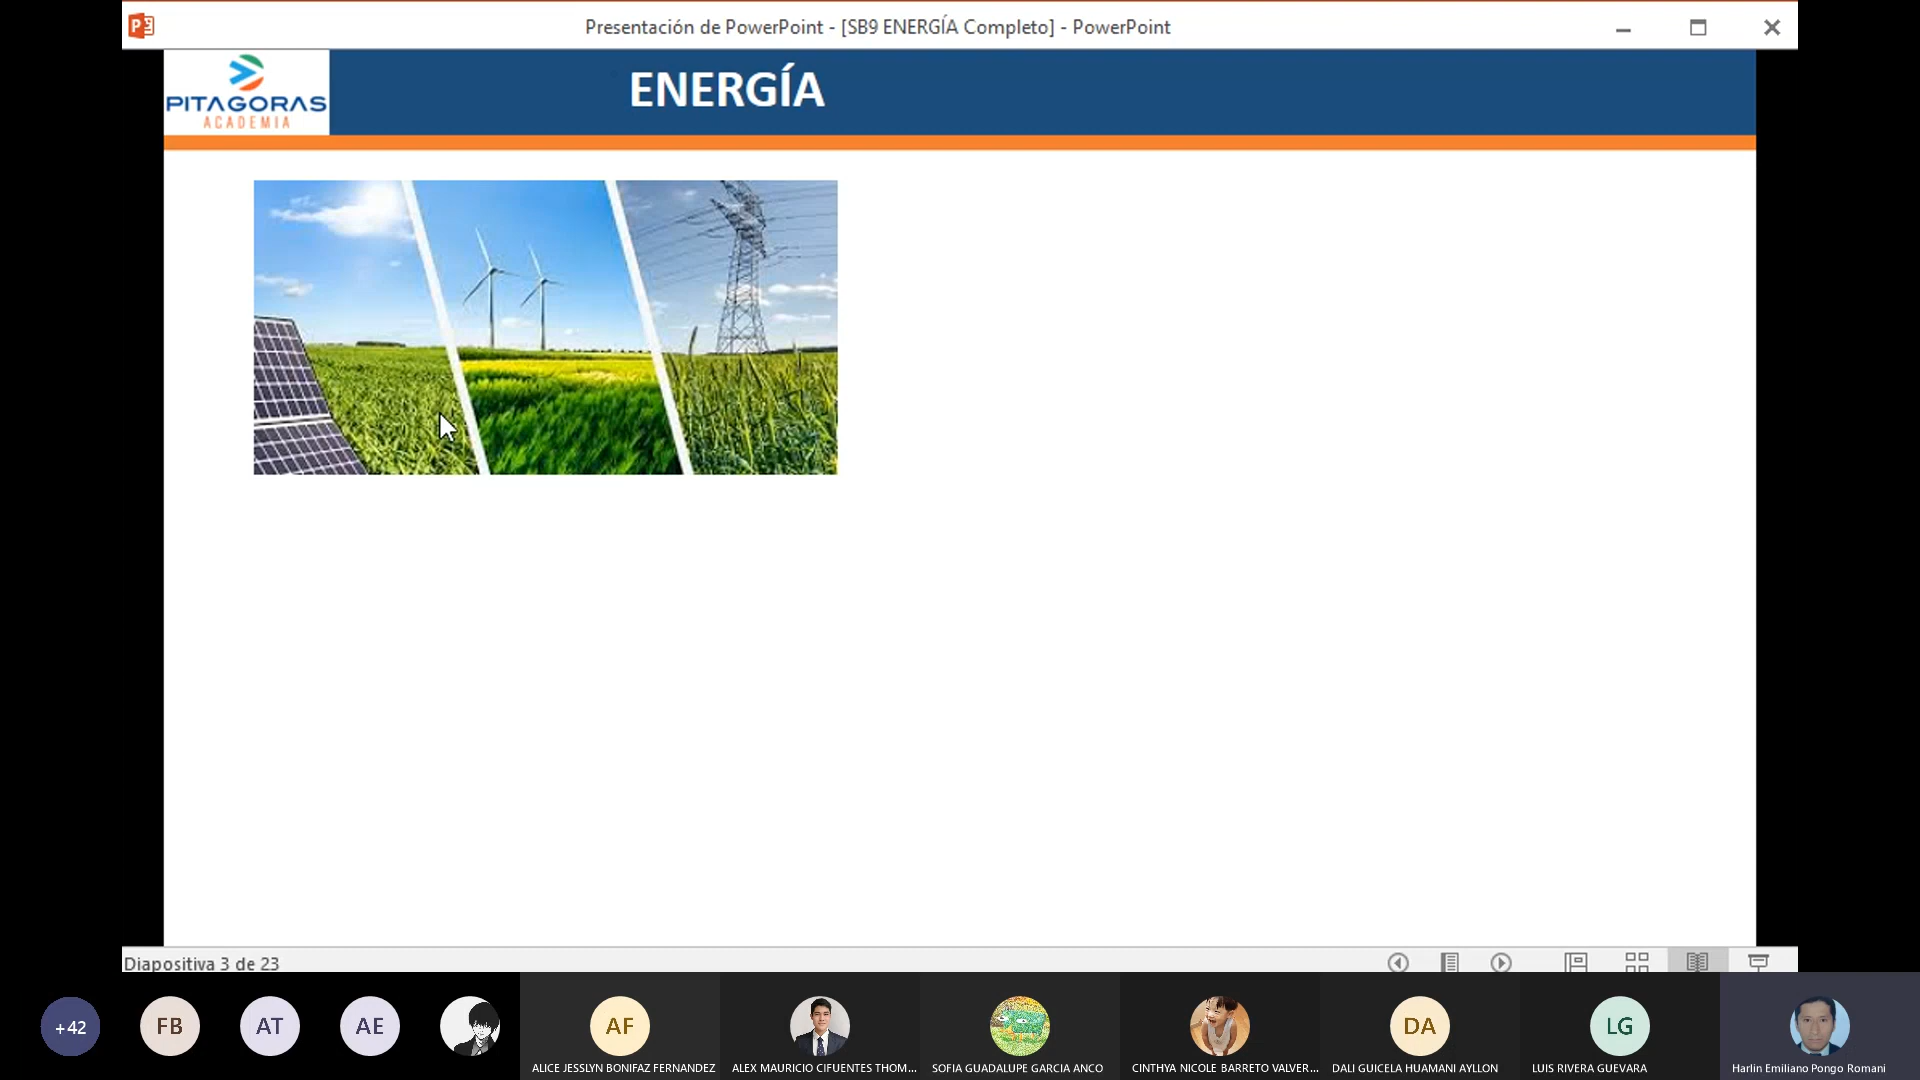 Presentación de PowerPoint - [SB9 ENERGÍA Completo] - PowerPoint
PITAGORAS
ACADEMIA
ENERGÍA
Diapositiva 3 de 23
+42
FB
AT
AE
AF
DA
LG
ALICE JESSLYN BONIFAZ FERNANDEZ
ALEX MAURICIO CIFUENTES THOM...
SOFIA GUADALUPE GARCIA ANCO
CINTHYA NICOLE BARRETO VALVER...
DALI GUICELA HUAMANI AYLLON
LUIS RIVERA GUEVARA
Harlin Emiliano Pongo Romani